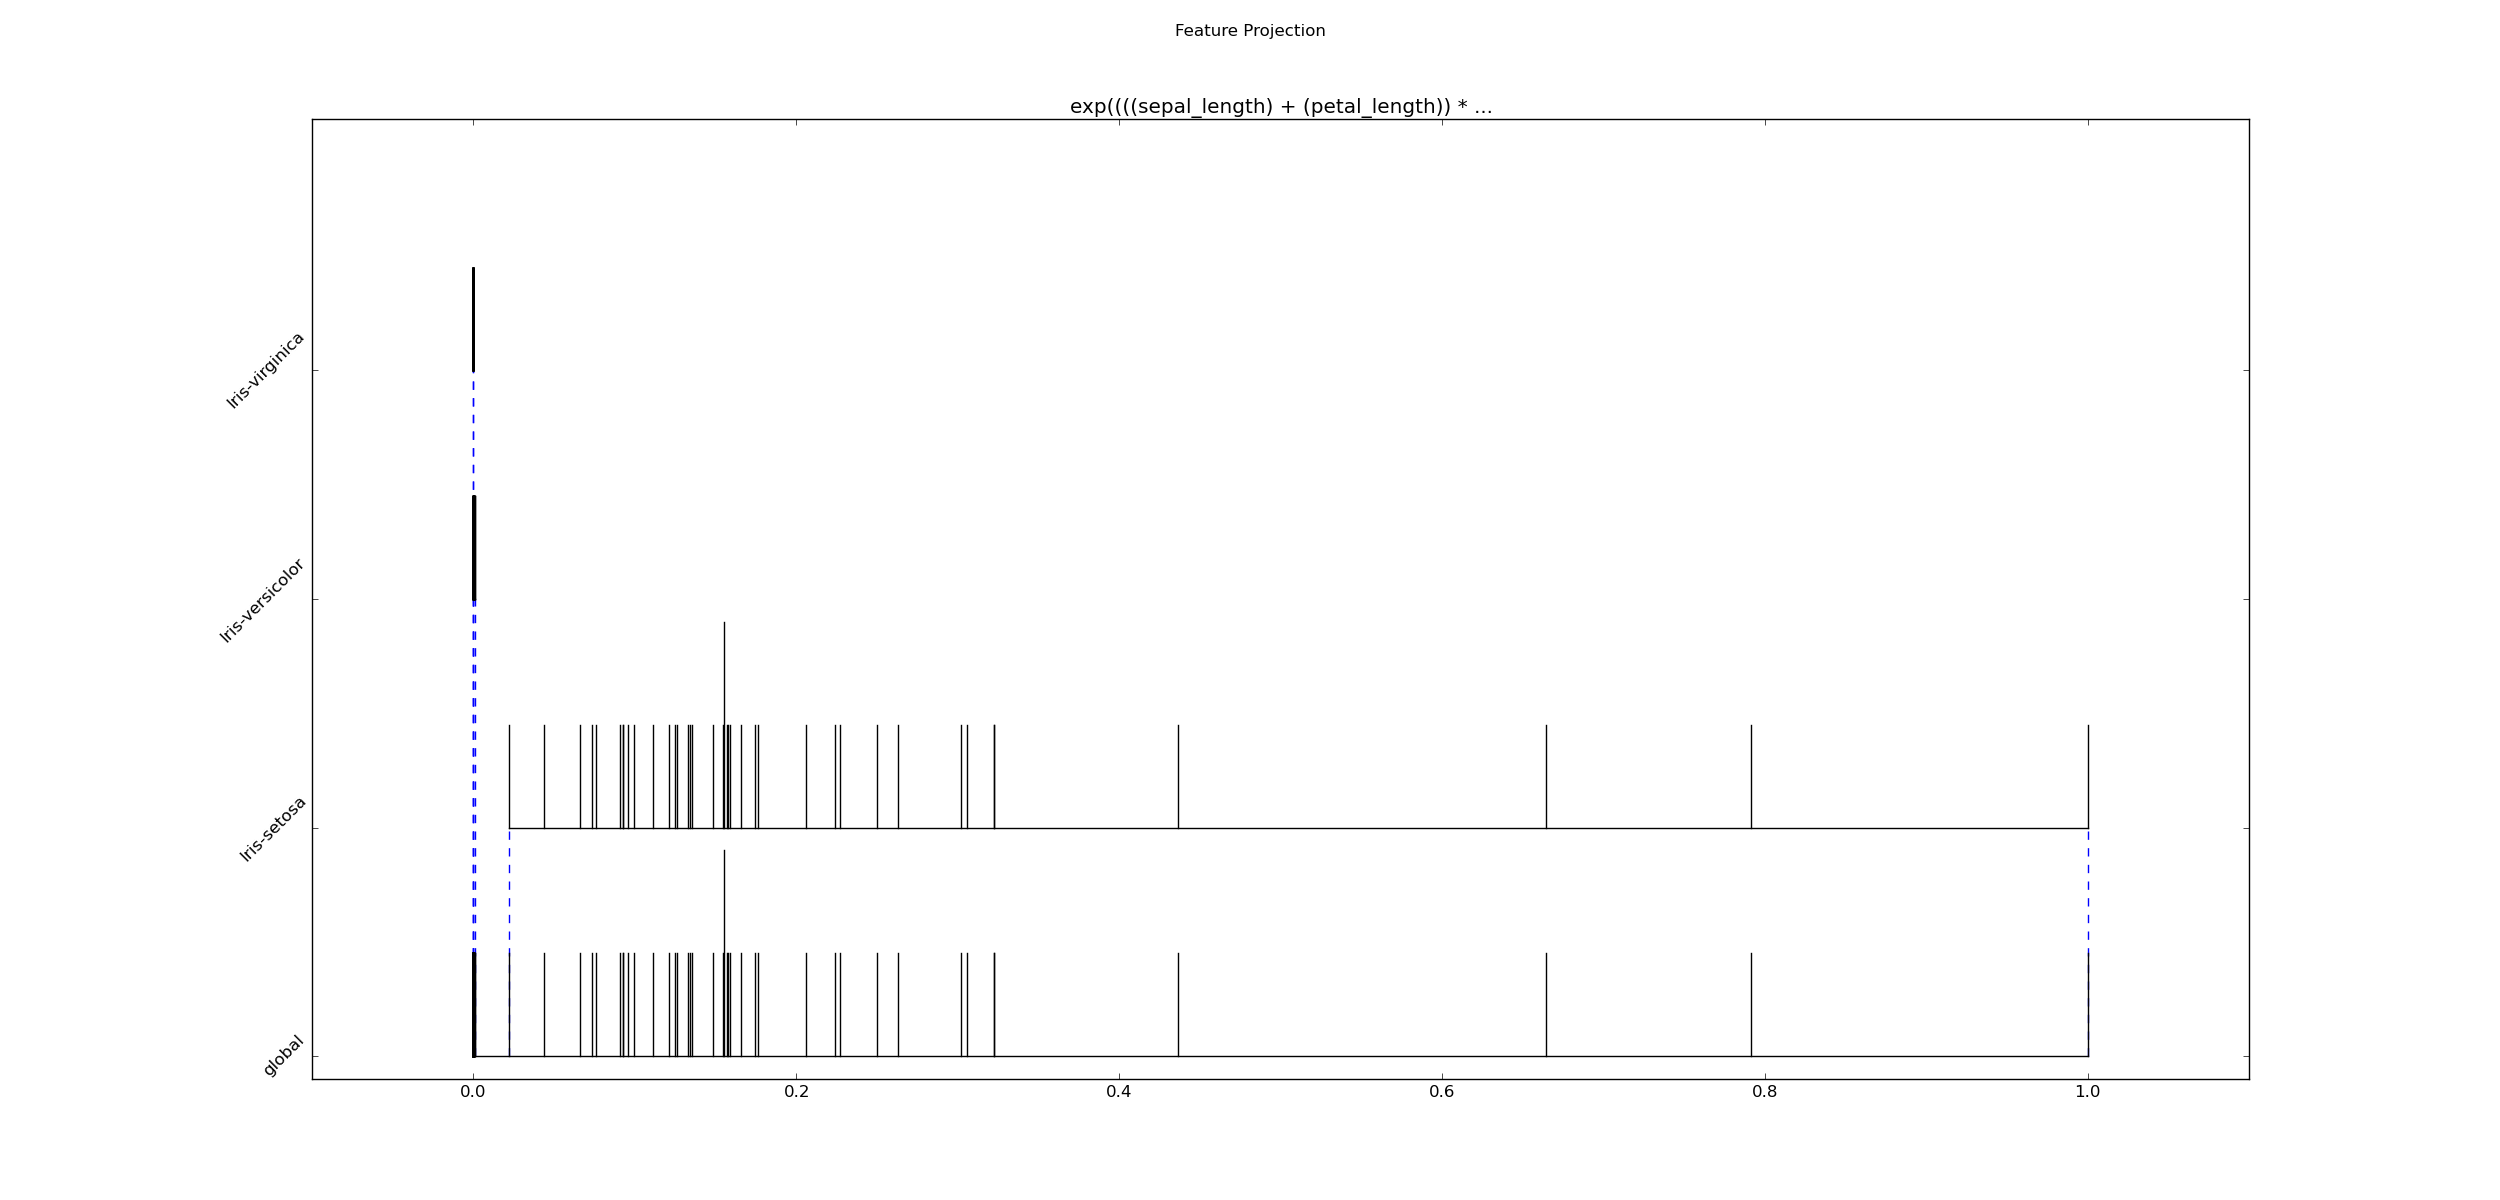 Feature Projection
exp((((sepal_length) + (petal_length)) * ...
Iris-virginica
Iris-versicolor
Iris-setosa
global
0.0 0.2 0.4 0.6 0.8 1.0